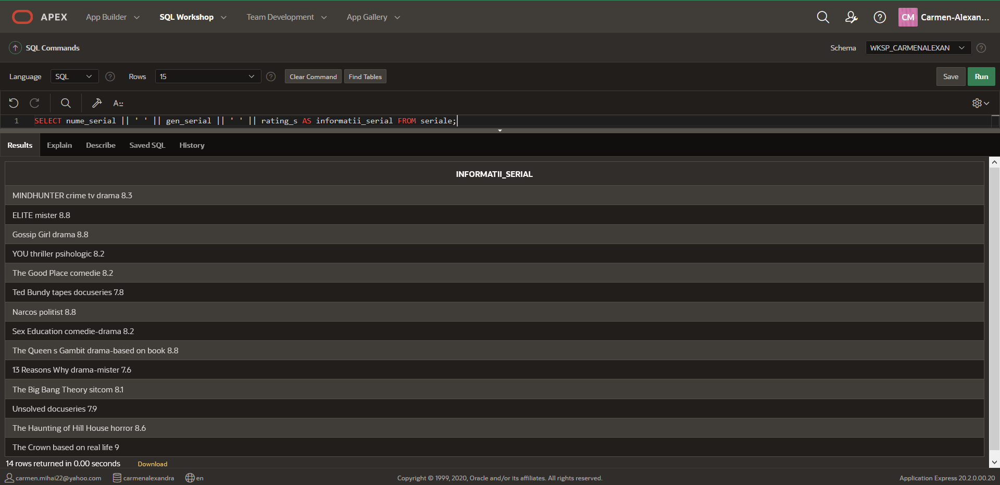 APEX App Builder SQL Workshop Team Development App Gallery CM Carmen-Alexan...
SQL Commands Schema WKSP_CARMENALEXAN
Language SQL Rows 15 Clear Command Find Tables Save Run
A::
1 SELECT nume_serial || ' ' || gen_serial || ' ' || rating_s AS informatii_serial FROM seriale;
Results Explain Describe Saved SQL History
INFORMATII_SERIAL
MINDHUNTER crime tv drama 8.3
ELITE mister 8.8
Gossip Girl drama 8.8
YOU thriller psihologic 8.2
The Good Place comedie 8.2
Ted Bundy tapes docuseries 7.8
Narcos politist 8.8
Sex Education comedie-drama 8.2
The Queen s Gambit drama-based on book 8.8
13 Reasons Why drama-mister 7.6
The Big Bang Theory sitcom 8.1
Unsolved docuseries 7.9
The Haunting of Hill House horror 8.6
The Crown based on real life 9
14 rows returned in 0.00 seconds Download
carmen.mihai22@yahoo.com carmenalexandra en Copyright © 1999, 2020, Oracle and/or its affiliates. All rights reserved. Application Express 20.2.0.00.20